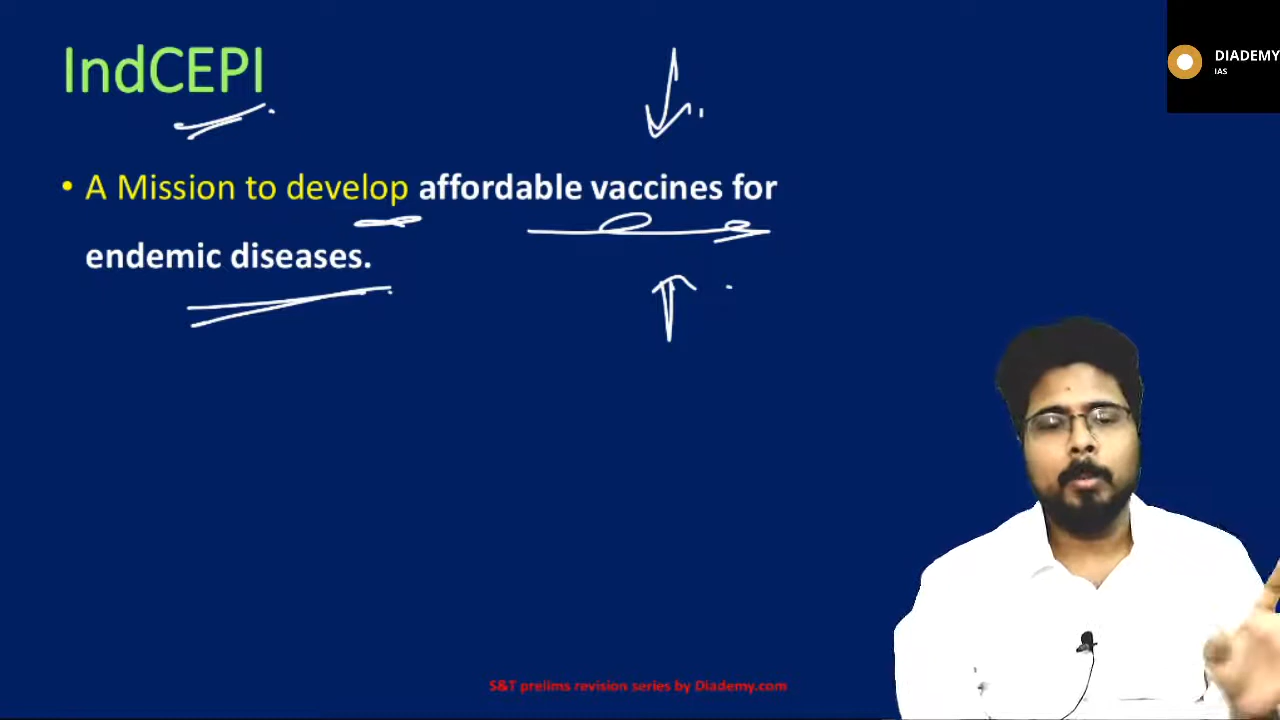 IndCEPI
DIADEMY
IAS
• A Mission to develop affordable vaccines for
endemic diseases.
S&T prelims revision series by Diademy.com